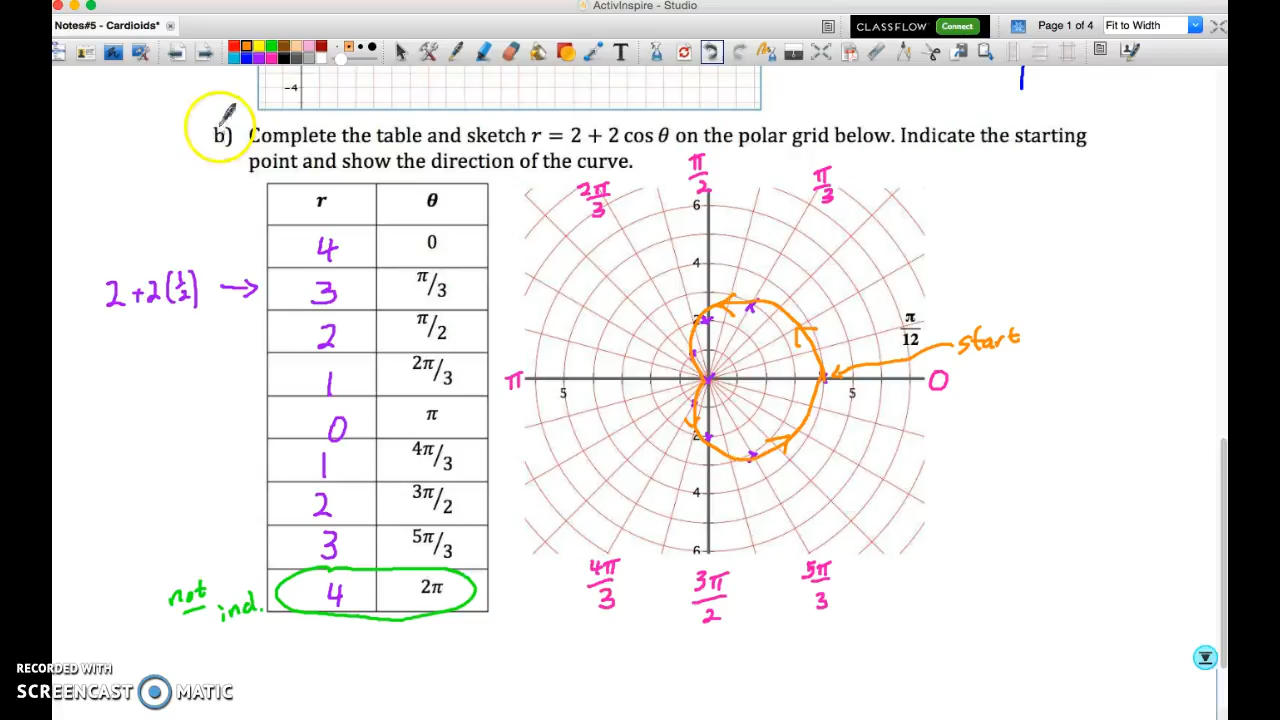 ActivInspire - Studio
Notes#5 - Cardioids*
CLASSFLOW Connect
Page 1 of 4
Fit to Width
-4
b) Complete the table and sketch r = 2 + 2 cos θ on the polar grid below. Indicate the starting
point and show the direction of the curve.
r θ
4 0
2+2(1/2) → 3 π/3
2 π/2
1 2π/3
0 π
1 4π/3
2 3π/2
3 5π/3
4 2π
not incl.
2π/3 π/2 π/3
6
4
2
π/12
start
π 5 5 0
2
4
6
4π/3 3π/2 5π/3
RECORDED WITH
SCREENCAST MATIC